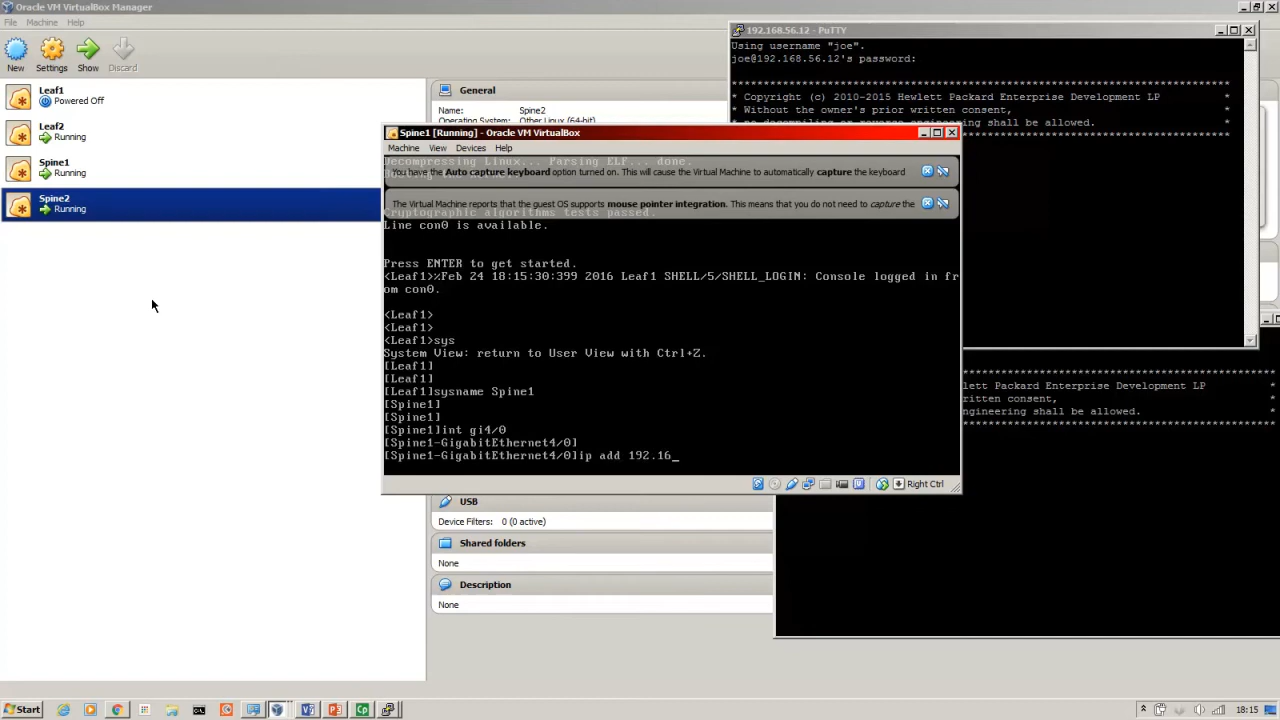 Oracle VM VirtualBox Manager
File Machine Help
New Settings Show Discard
Leaf1
Powered Off
Leaf2
Running
Spine1
Running
Spine2
Running
General
Name: Spine2
Operating System: Other Linux (64-bit)
USB
Device Filters: 0 (0 active)
Shared folders
None
Description
None
192.168.56.12 - PuTTY
Using username "joe".
joe@192.168.56.12's password:
******************************************************************************
* Copyright (c) 2010-2015 Hewlett Packard Enterprise Development LP *
* Without the owner's prior written consent, *
* no decompiling or reverse engineering shall be allowed. *
Spine1 [Running] - Oracle VM VirtualBox
Machine View Devices Help
Decompressing Linux... Parsing ELF... done.
You have the Auto capture keyboard option turned on. This will cause the Virtual Machine to automatically capture the keyboard
The Virtual Machine reports that the guest OS supports mouse pointer integration. This means that you do not need to capture the
Cryptographic algorithms tests passed.
Line con0 is available.
Press ENTER to get started.
<Leaf1>%Feb 24 18:15:30:399 2016 Leaf1 SHELL/5/SHELL_LOGIN: Console logged in fr
om con0.
<Leaf1>
<Leaf1>
<Leaf1>sys
System View: return to User View with Ctrl+Z.
[Leaf1]
[Leaf1]
[Leaf1]sysname Spine1
[Spine1]
[Spine1]
[Spine1]int gi4/0
[Spine1-GigabitEthernet4/0]
[Spine1-GigabitEthernet4/0]ip add 192.16_
Right Ctrl
lett Packard Enterprise Development LP *
ritten consent, *
ngineering shall be allowed. *
Start
18:15